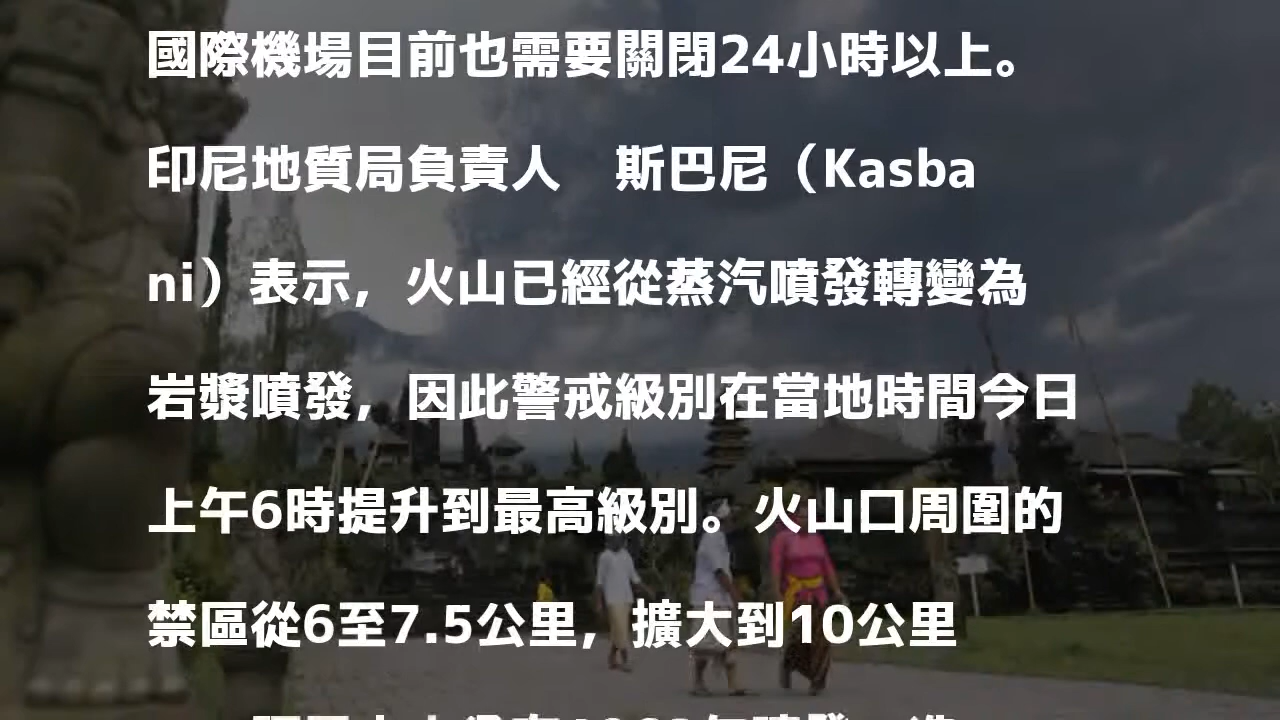 國際機場目前也需要關閉24小時以上。
印尼地質局負責人　斯巴尼（Kasba
ni）表示，火山已經從蒸汽噴發轉變為
岩漿噴發，因此警戒級別在當地時間今日
上午6時提升到最高級別。火山口周圍的
禁區從6至7.5公里，擴大到10公里